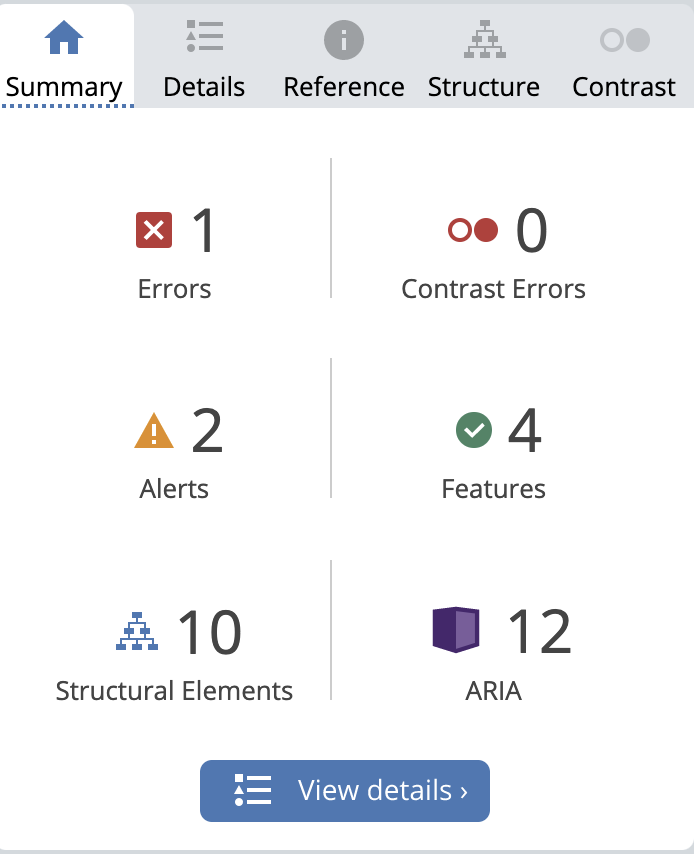 Summary Details Reference Structure Contrast
1 0
Errors Contrast Errors
2 4
Alerts Features
10 12
Structural Elements ARIA
View details ›